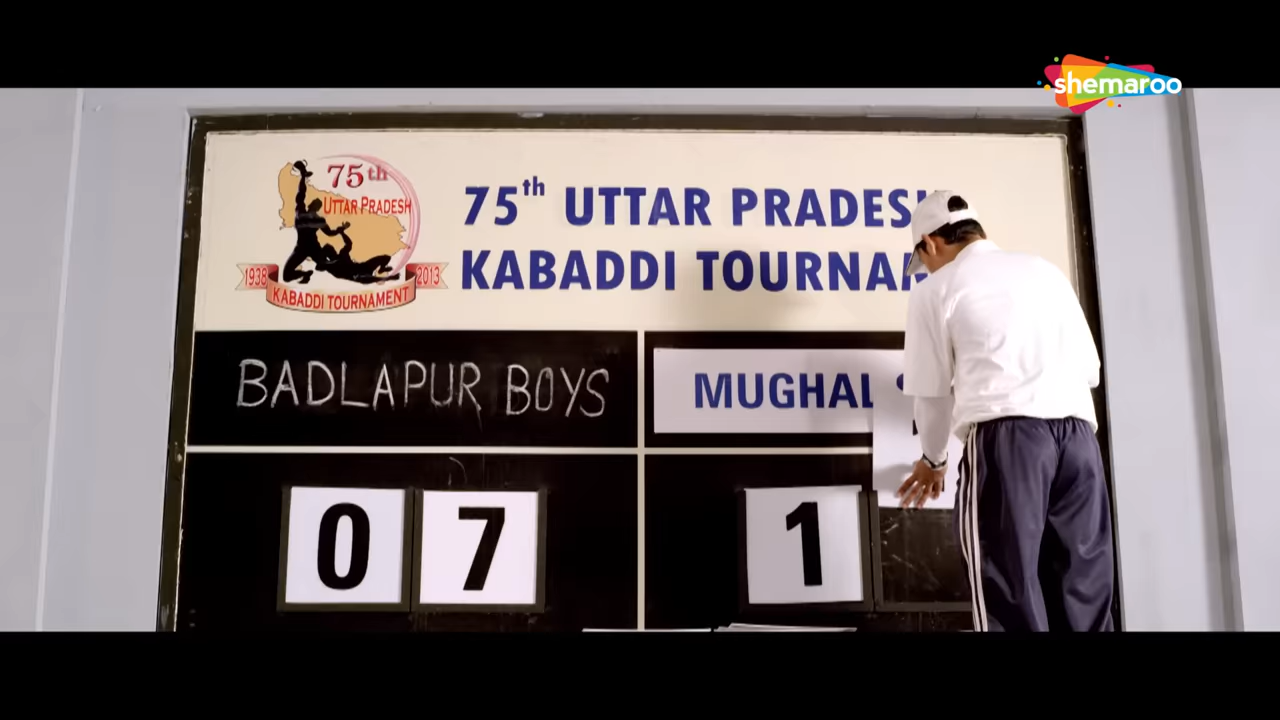 shemaroo
75th
UTTAR PRADESH
1938
2013
KABADDI TOURNAMENT
75th UTTAR PRADES
KABADDI TOURNA
BADLAPUR BOYS
MUGHAL
0 7
1